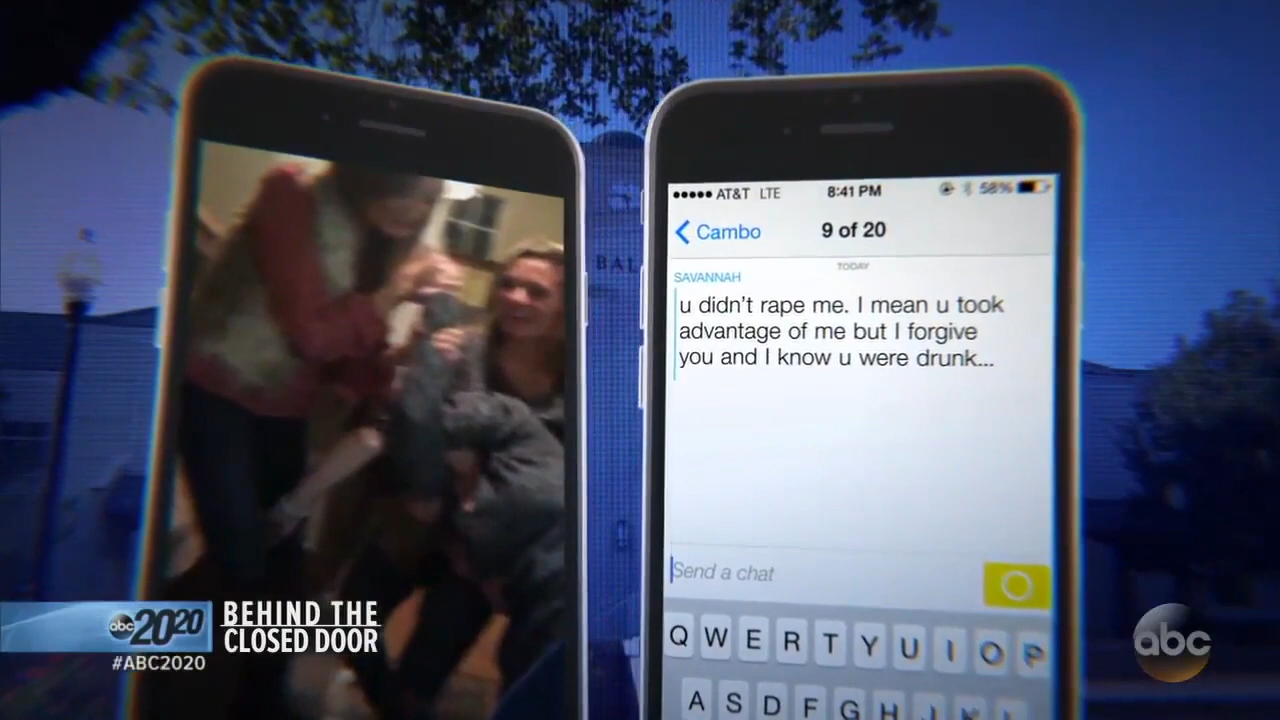 BAL
AT&T LTE 8:41 PM 58%
Cambo 9 of 20
TODAY
SAVANNAH
u didn't rape me. I mean u took
advantage of me but I forgive
you and I know u were drunk...
Send a chat
Q W E R T Y U I O P
A S D F G H J K L
abc 20/20 BEHIND THE
CLOSED DOOR
#ABC2020
abc